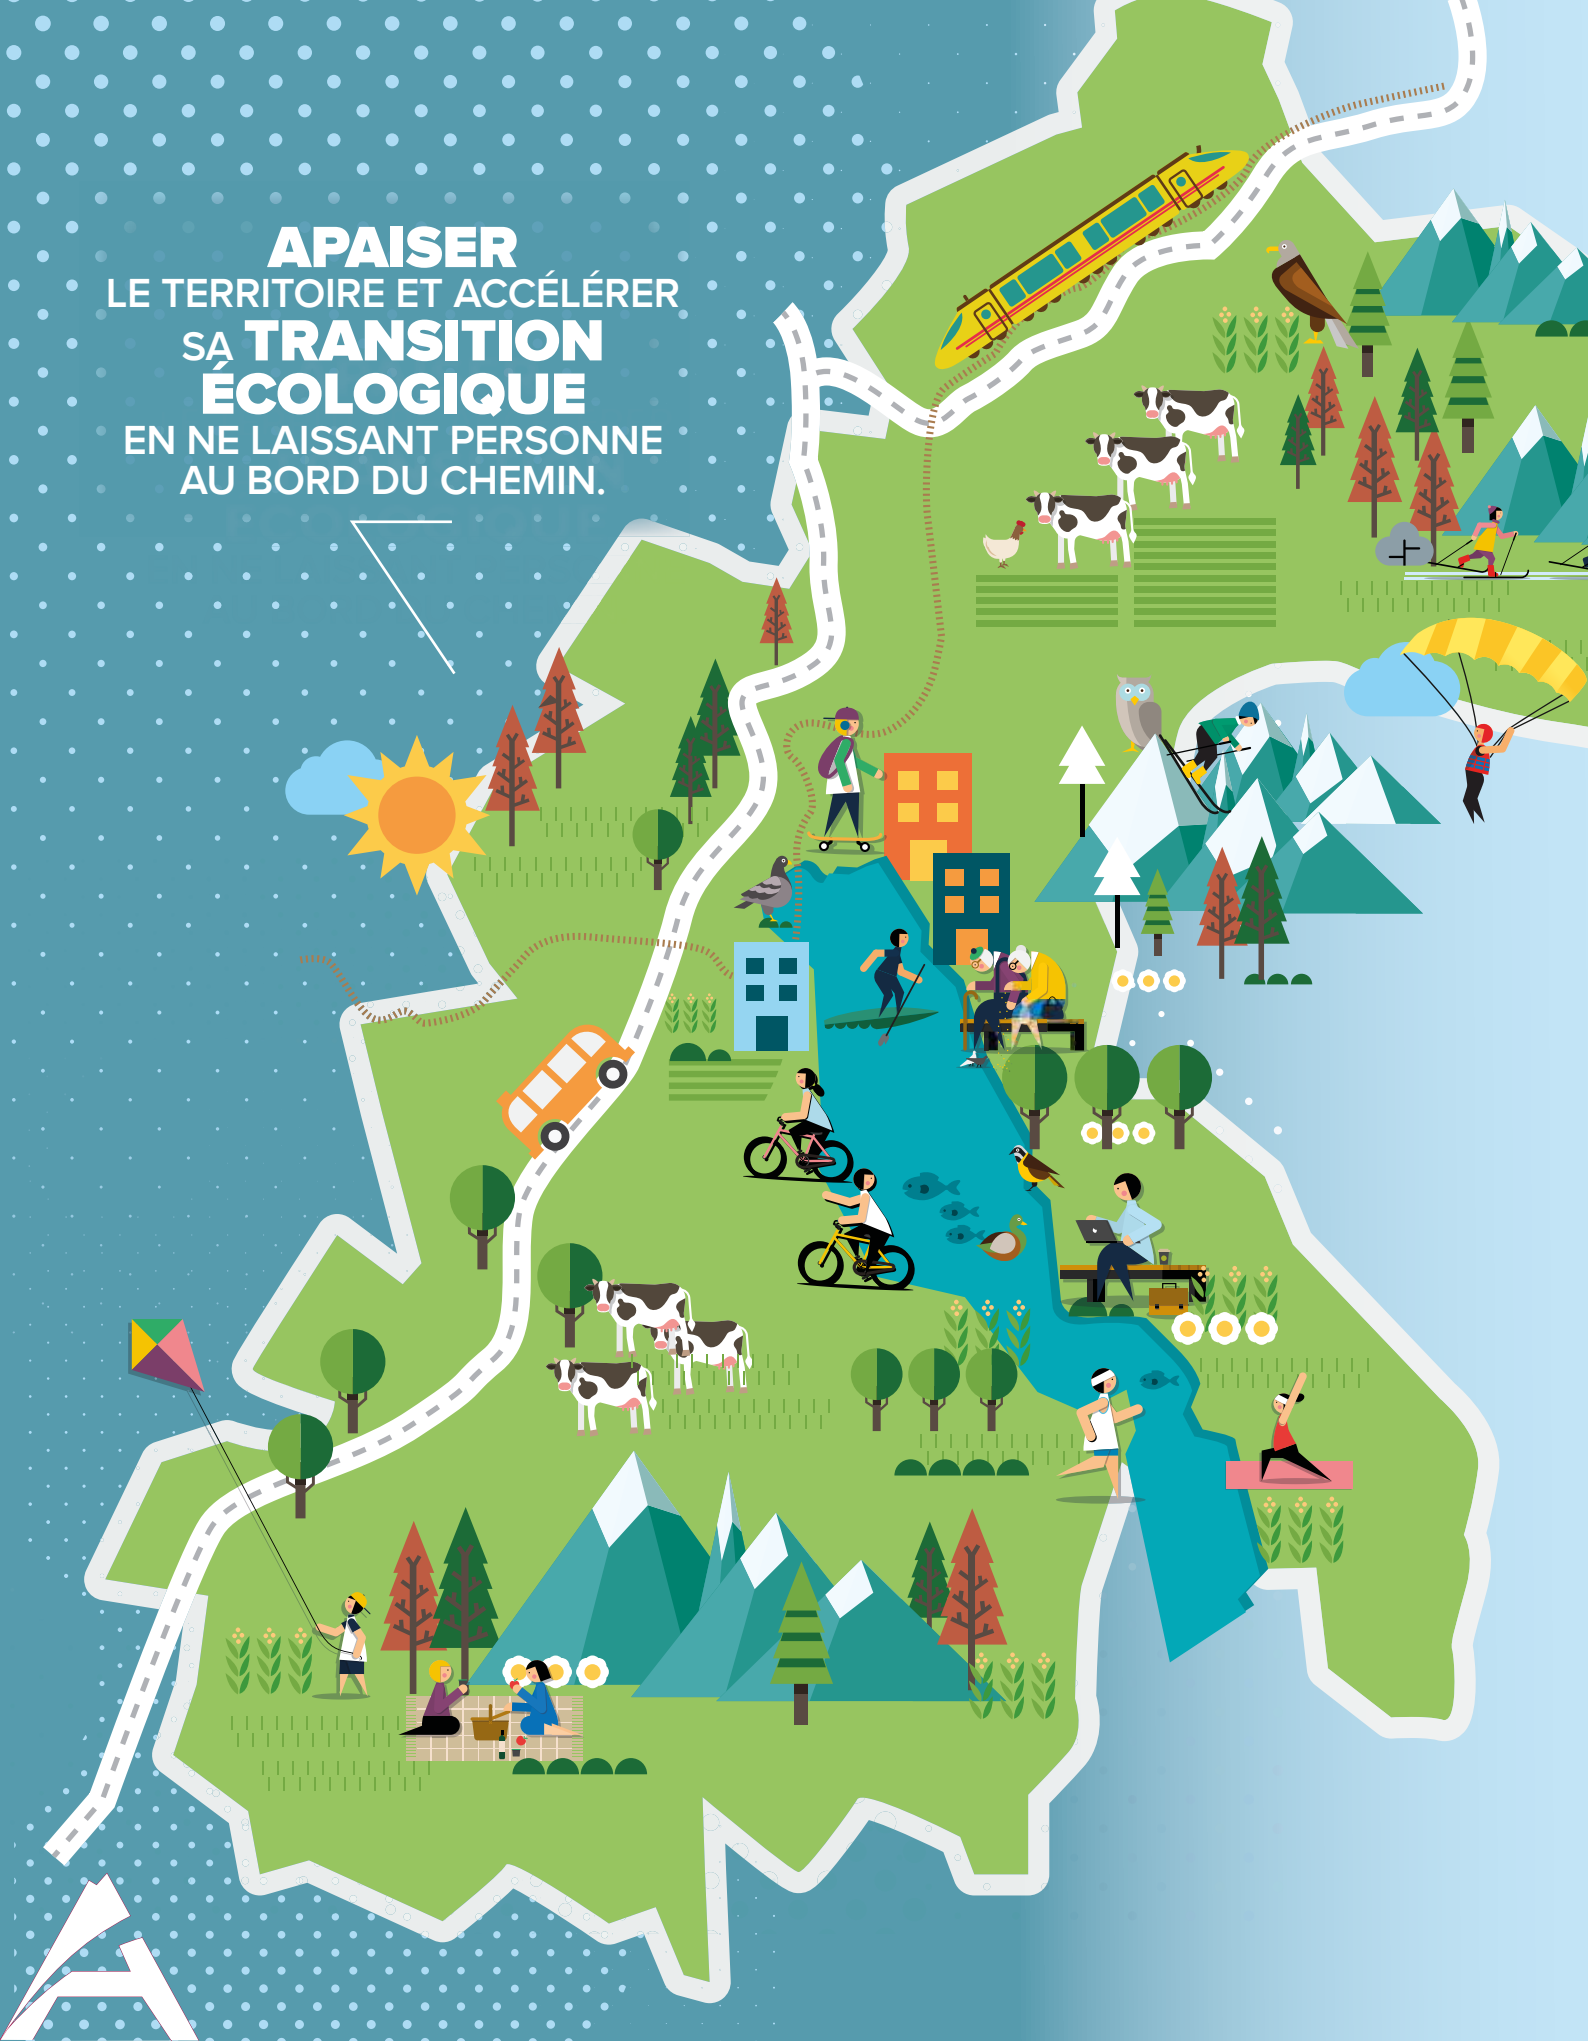 APAISER
LE TERRITOIRE ET ACCÉLÉRER
SA TRANSITION
ÉCOLOGIQUE
EN NE LAISSANT PERSONNE
AU BORD DU CHEMIN.